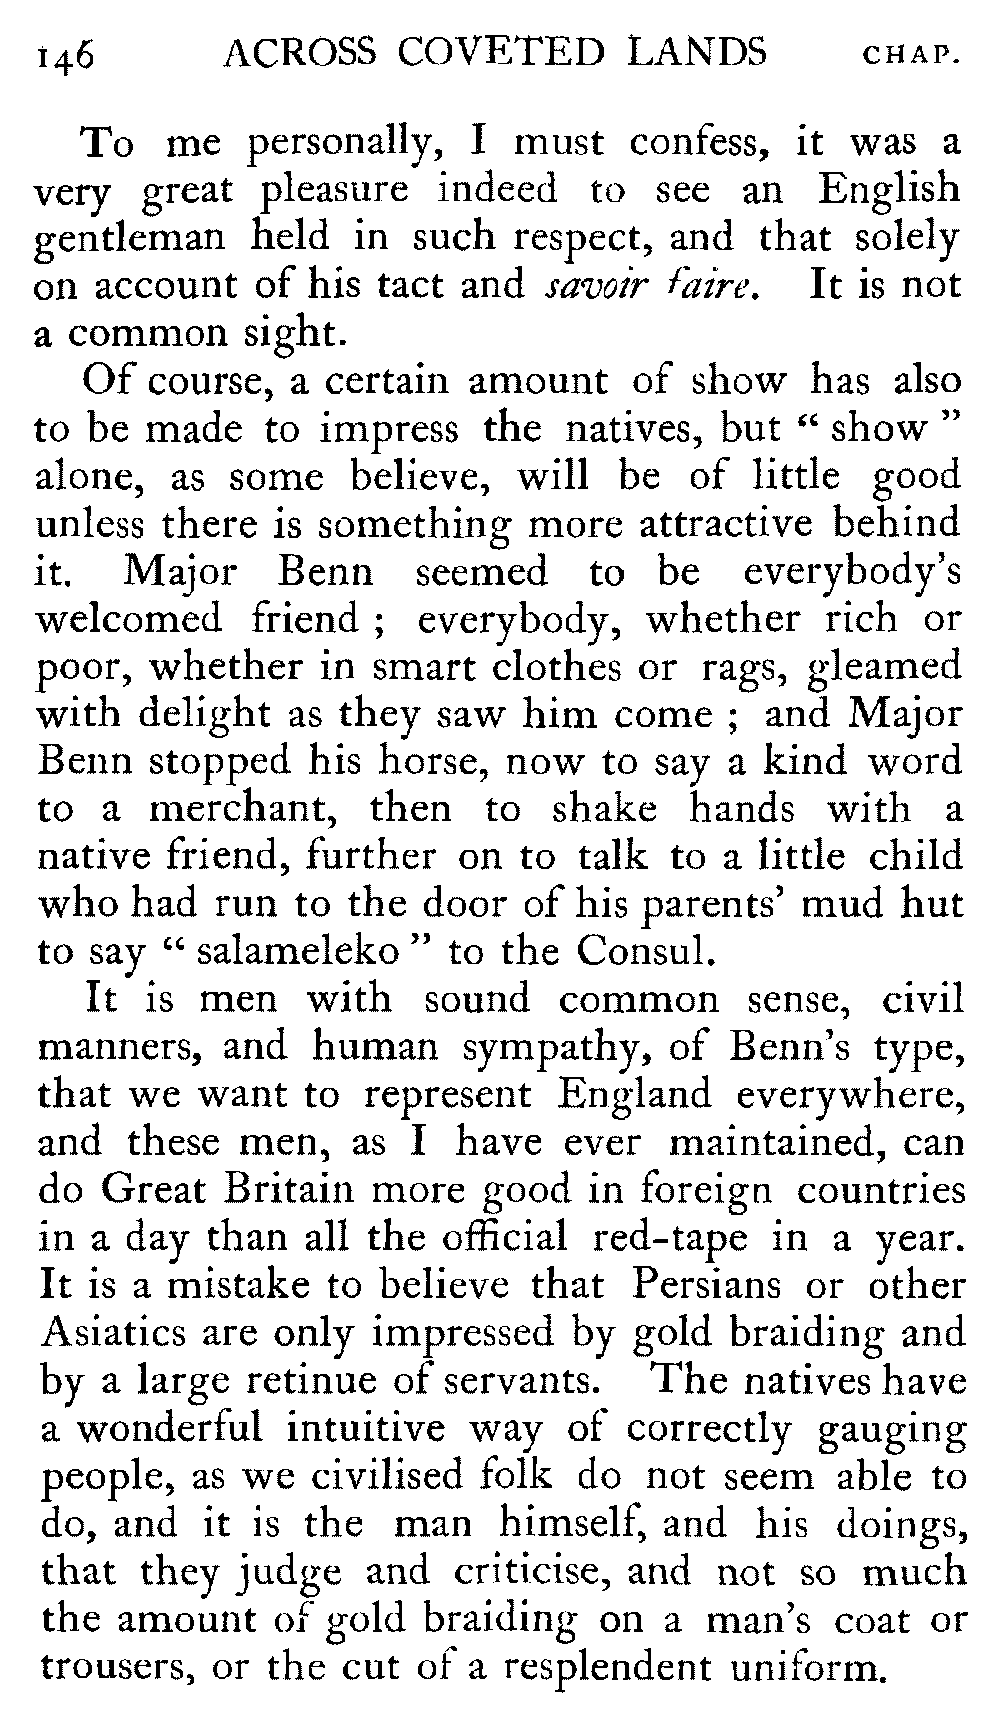 146 ACROSS COVETED LANDS CHAP.
To me personally, I must confess, it was a
very great pleasure indeed to see an English
gentleman held in such respect, and that solely
on account of his tact and savoir faire. It is not
a common sight.
Of course, a certain amount of show has also
to be made to impress the natives, but “ show ”
alone, as some believe, will be of little good
unless there is something more attractive behind
it. Major Benn seemed to be everybody's
welcomed friend ; everybody, whether rich or
poor, whether in smart clothes or rags, gleamed
with delight as they saw him come ; and Major
Benn stopped his horse, now to say a kind word
to a merchant, then to shake hands with a
native friend, further on to talk to a little child
who had run to the door of his parents' mud hut
to say “ salameleko ” to the Consul.
It is men with sound common sense, civil
manners, and human sympathy, of Benn's type,
that we want to represent England everywhere,
and these men, as I have ever maintained, can
do Great Britain more good in foreign countries
in a day than all the official red-tape in a year.
It is a mistake to believe that Persians or other
Asiatics are only impressed by gold braiding and
by a large retinue of servants. The natives have
a wonderful intuitive way of correctly gauging
people, as we civilised folk do not seem able to
do, and it is the man himself, and his doings,
that they judge and criticise, and not so much
the amount of gold braiding on a man's coat or
trousers, or the cut of a resplendent uniform.